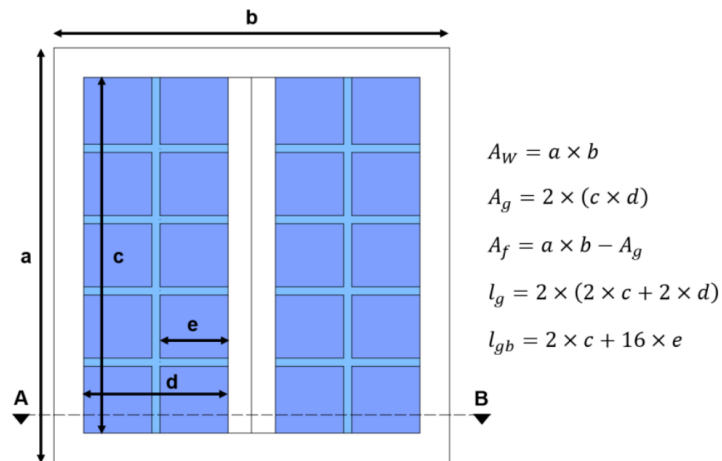 b
a
c
e
d
A
B
A_W = a × b
A_g = 2 × (c × d)
A_f = a × b − A_g
l_g = 2 × (2 × c + 2 × d)
l_gb = 2 × c + 16 × e